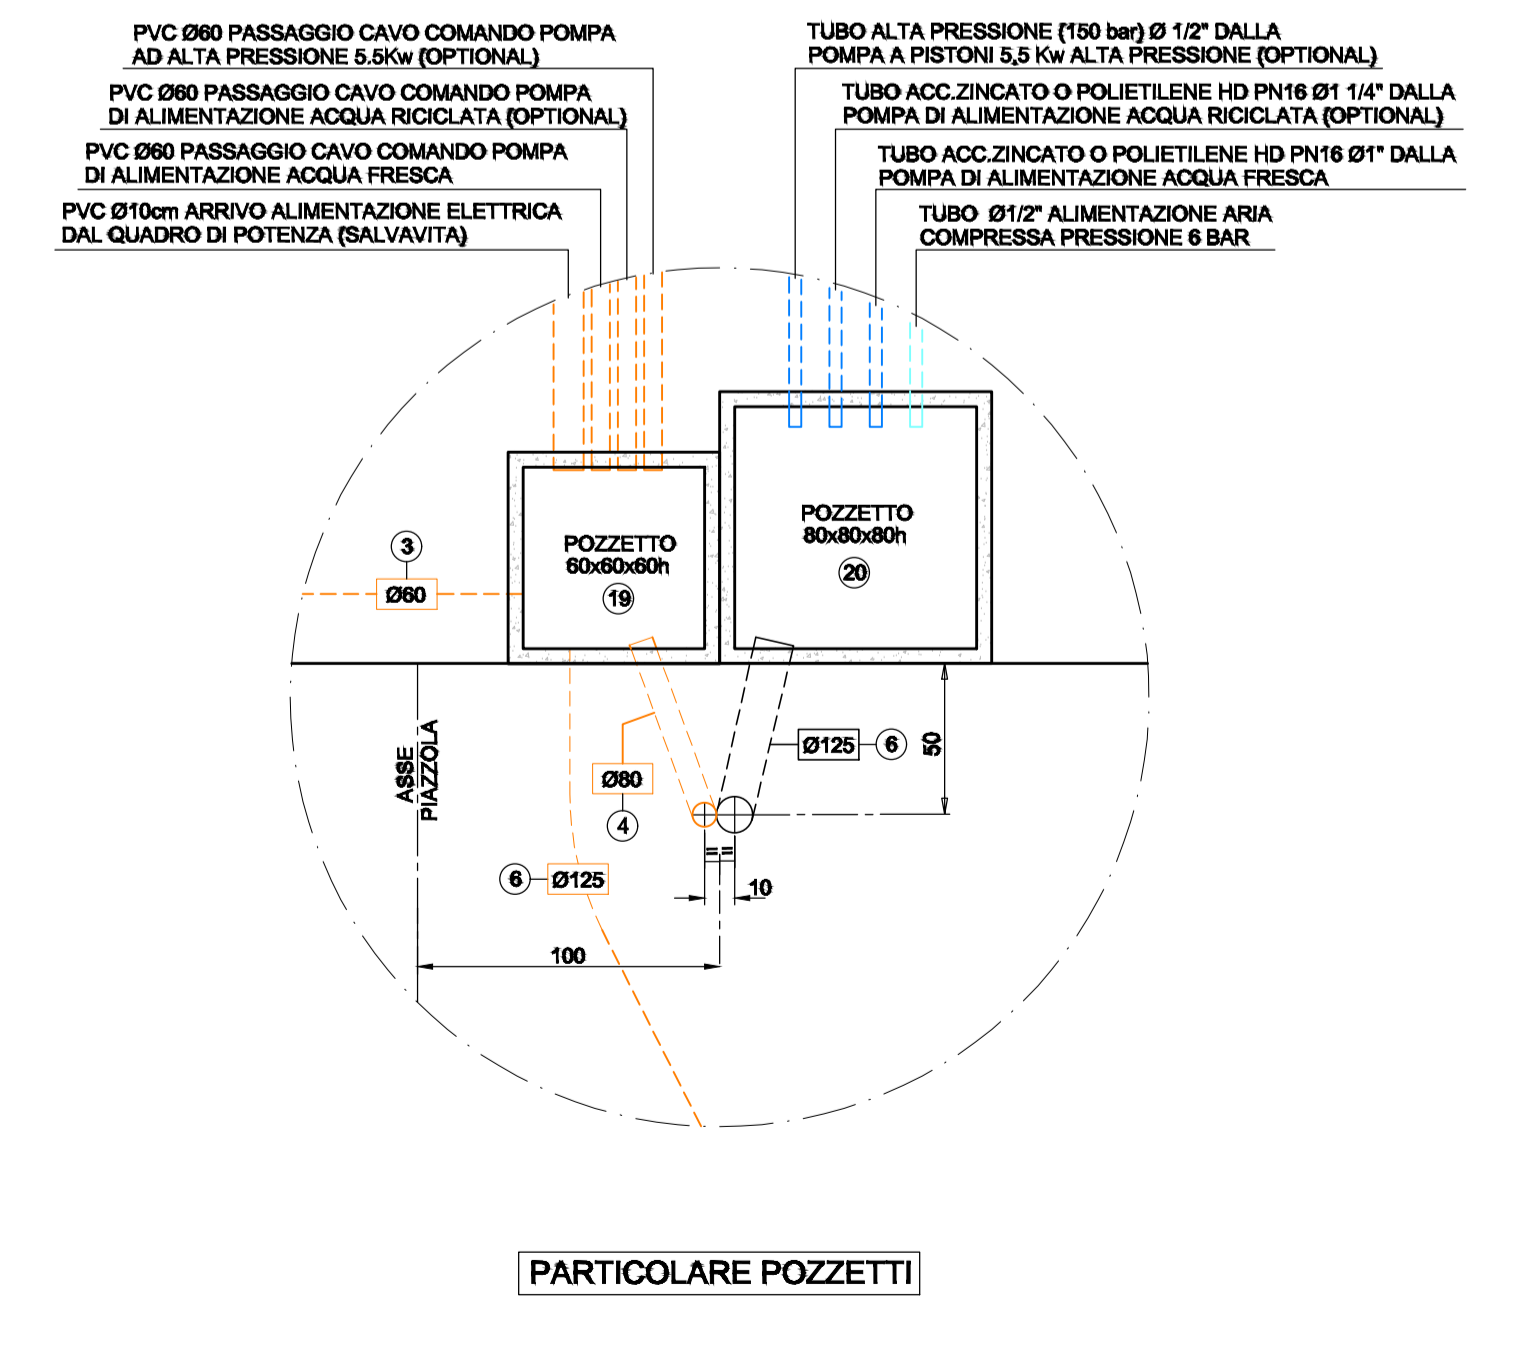 PVC Ø60 PASSAGGIO CAVO COMANDO POMPA
AD ALTA PRESSIONE 5.5Kw (OPTIONAL)
PVC Ø60 PASSAGGIO CAVO COMANDO POMPA
DI ALIMENTAZIONE ACQUA RICICLATA (OPTIONAL)
PVC Ø60 PASSAGGIO CAVO COMANDO POMPA
DI ALIMENTAZIONE ACQUA FRESCA
PVC Ø10cm ARRIVO ALIMENTAZIONE ELETTRICA
DAL QUADRO DI POTENZA (SALVAVITA)
TUBO ALTA PRESSIONE (150 bar) Ø 1/2" DALLA
POMPA A PISTONI 5,5 Kw ALTA PRESSIONE (OPTIONAL)
TUBO ACC.ZINCATO O POLIETILENE HD PN16 Ø1 1/4" DALLA
POMPA DI ALIMENTAZIONE ACQUA RICICLATA (OPTIONAL)
TUBO ACC.ZINCATO O POLIETILENE HD PN16 Ø1" DALLA
POMPA DI ALIMENTAZIONE ACQUA FRESCA
TUBO Ø1/2" ALIMENTAZIONE ARIA
COMPRESSA PRESSIONE 6 BAR
POZZETTO
60x60x60h
19
POZZETTO
80x80x80h
20
3
Ø60
ASSE
PIAZZOLA
Ø80
4
Ø125
6
50
6
Ø125
= =
10
100
PARTICOLARE POZZETTI